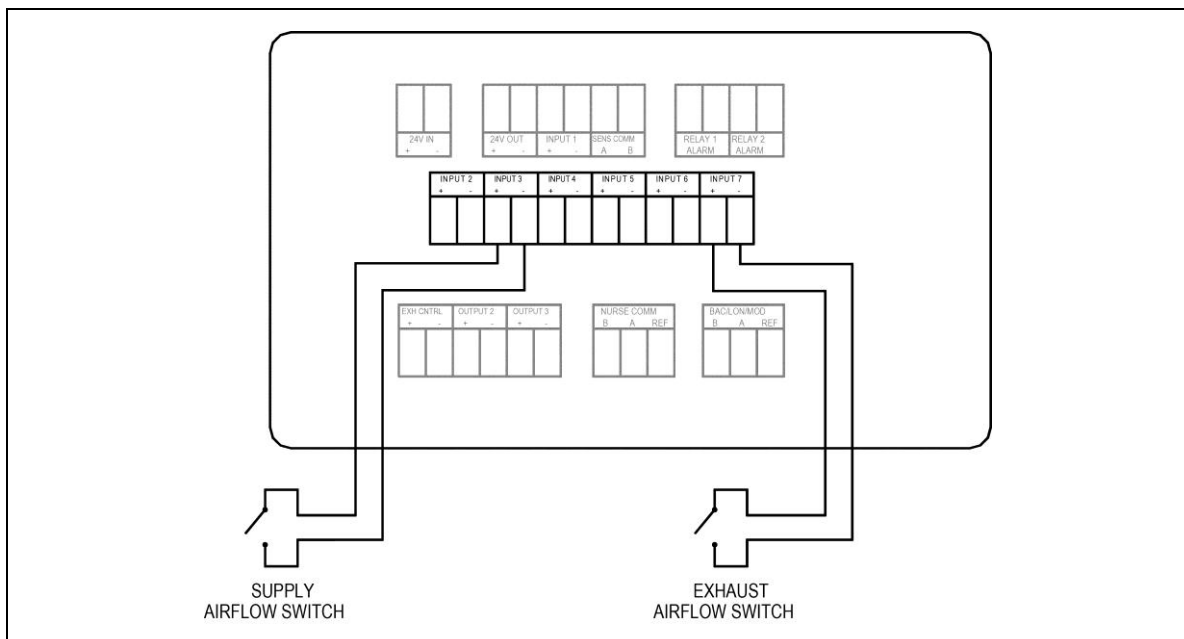 24V IN
+ -
24V OUT INPUT 1 SENS COMM
+ - + - A B
RELAY 1 RELAY 2
ALARM ALARM
INPUT 2 INPUT 3 INPUT 4 INPUT 5 INPUT 6 INPUT 7
+ - + - + - + - + - + -
EXH CNTRL OUTPUT 2 OUTPUT 3
+ - + - + -
NURSE COMM
B A REF
BAC/LON/MOD
B A REF
SUPPLY
AIRFLOW SWITCH
EXHAUST
AIRFLOW SWITCH